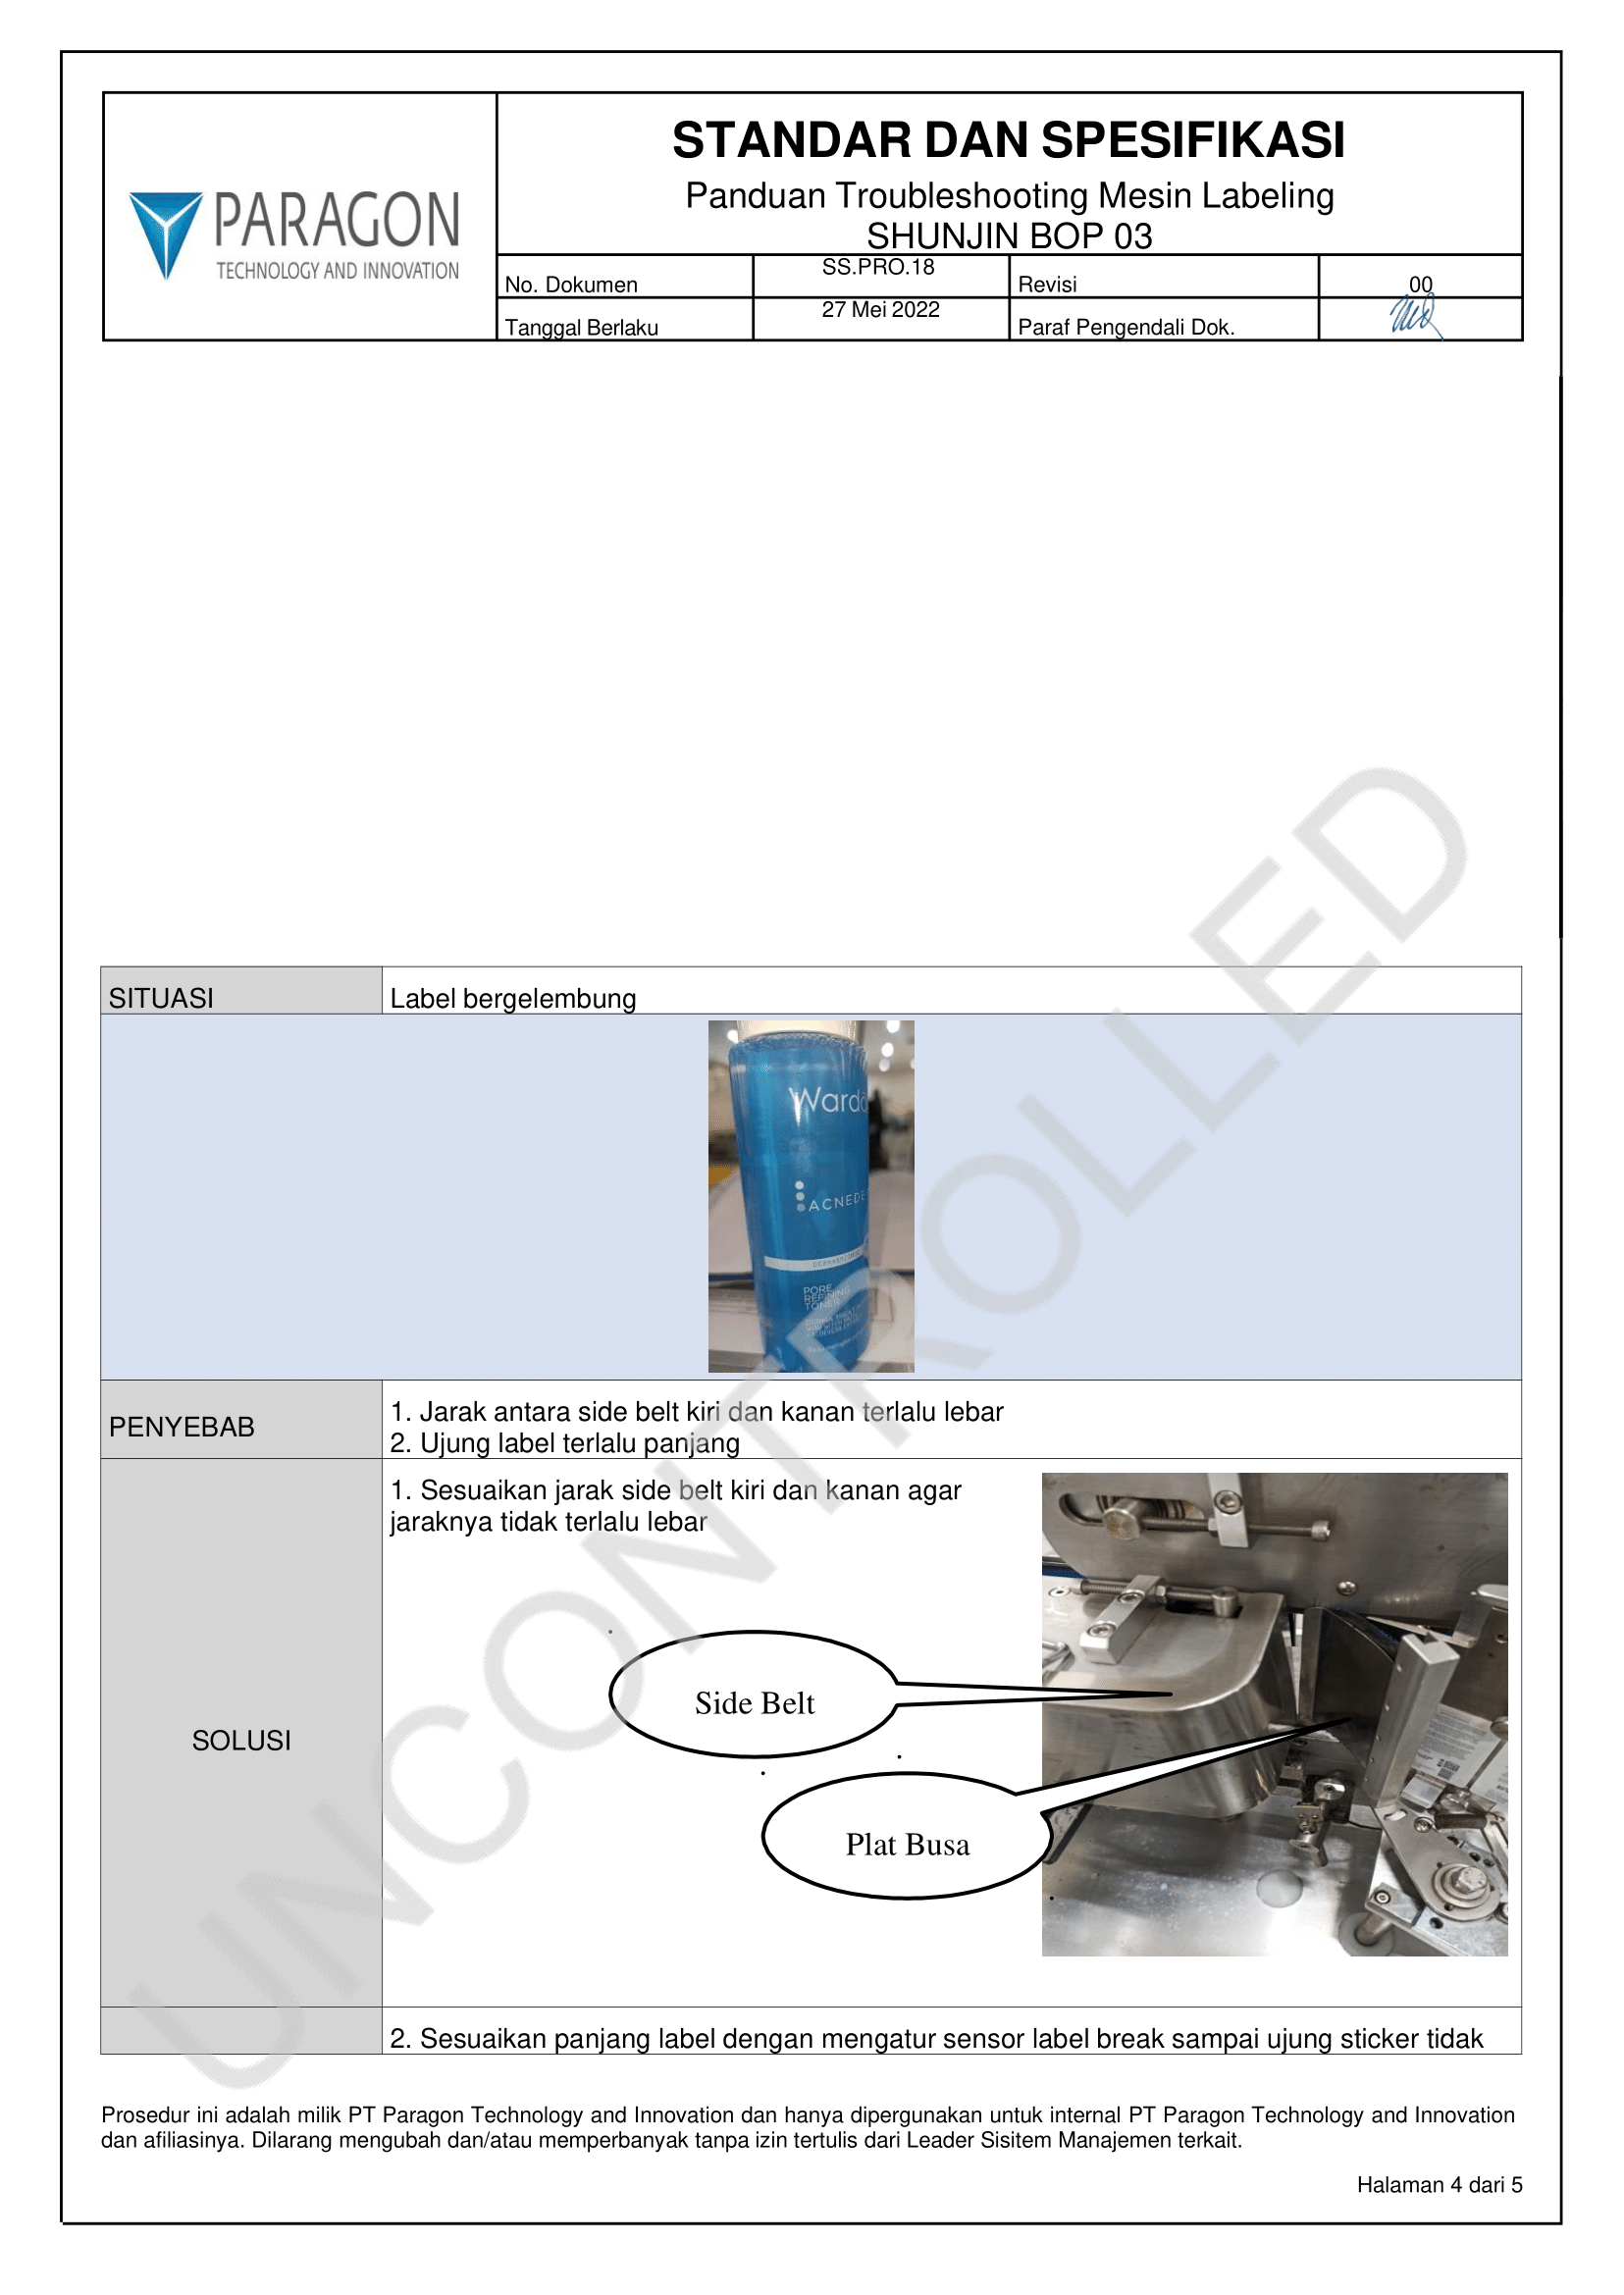 PARAGON
TECHNOLOGY AND INNOVATION
STANDAR DAN SPESIFIKASI
Panduan Troubleshooting Mesin Labeling
SHUNJIN BOP 03
No. Dokumen
SS.PRO.18
Revisi
00
Tanggal Berlaku
27 Mei 2022
Paraf Pengendali Dok.
SITUASI
Label bergelembung
Warda
ACNEDE
PORE
REFINING
TONER
PENYEBAB
1. Jarak antara side belt kiri dan kanan terlalu lebar
2. Ujung label terlalu panjang
SOLUSI
1. Sesuaikan jarak side belt kiri dan kanan agar
jaraknya tidak terlalu lebar
Side Belt
Plat Busa
2. Sesuaikan panjang label dengan mengatur sensor label break sampai ujung sticker tidak
UNCONTROLLED
Prosedur ini adalah milik PT Paragon Technology and Innovation dan hanya dipergunakan untuk internal PT Paragon Technology and Innovation
dan afiliasinya. Dilarang mengubah dan/atau memperbanyak tanpa izin tertulis dari Leader Sisitem Manajemen terkait.
Halaman 4 dari 5